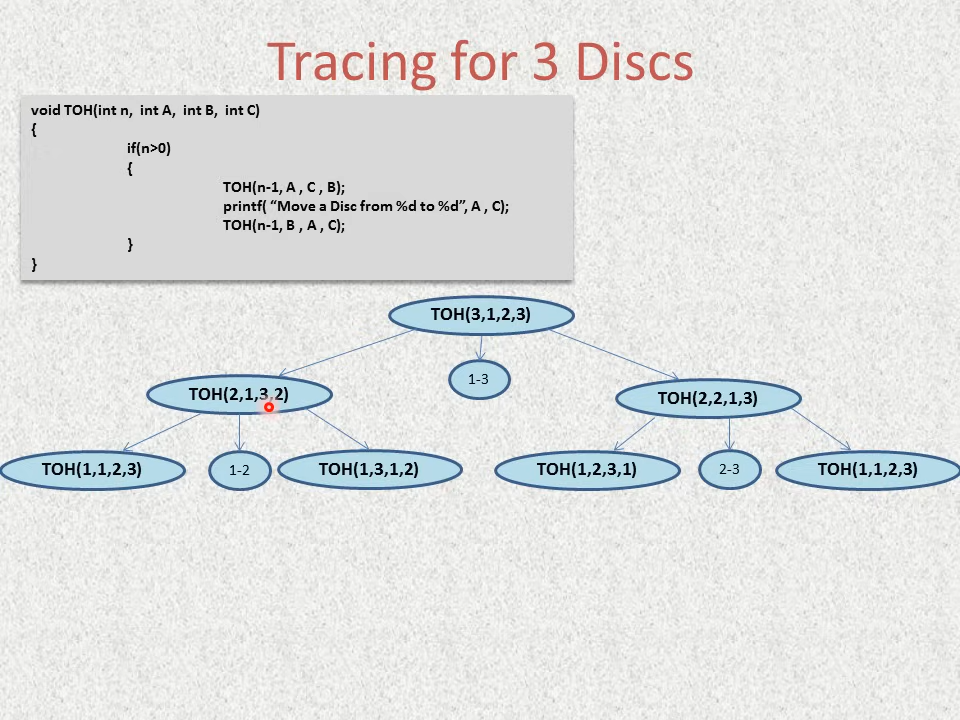 Tracing for 3 Discs
void TOH(int n, int A, int B, int C)
{
if(n>0)
{
TOH(n-1, A , C , B);
printf( “Move a Disc from %d to %d”, A , C);
TOH(n-1, B , A , C);
}
}
TOH(3,1,2,3)
1-3
TOH(2,1,3,2)
TOH(2,2,1,3)
TOH(1,1,2,3)
1-2
TOH(1,3,1,2)
TOH(1,2,3,1)
2-3
TOH(1,1,2,3)